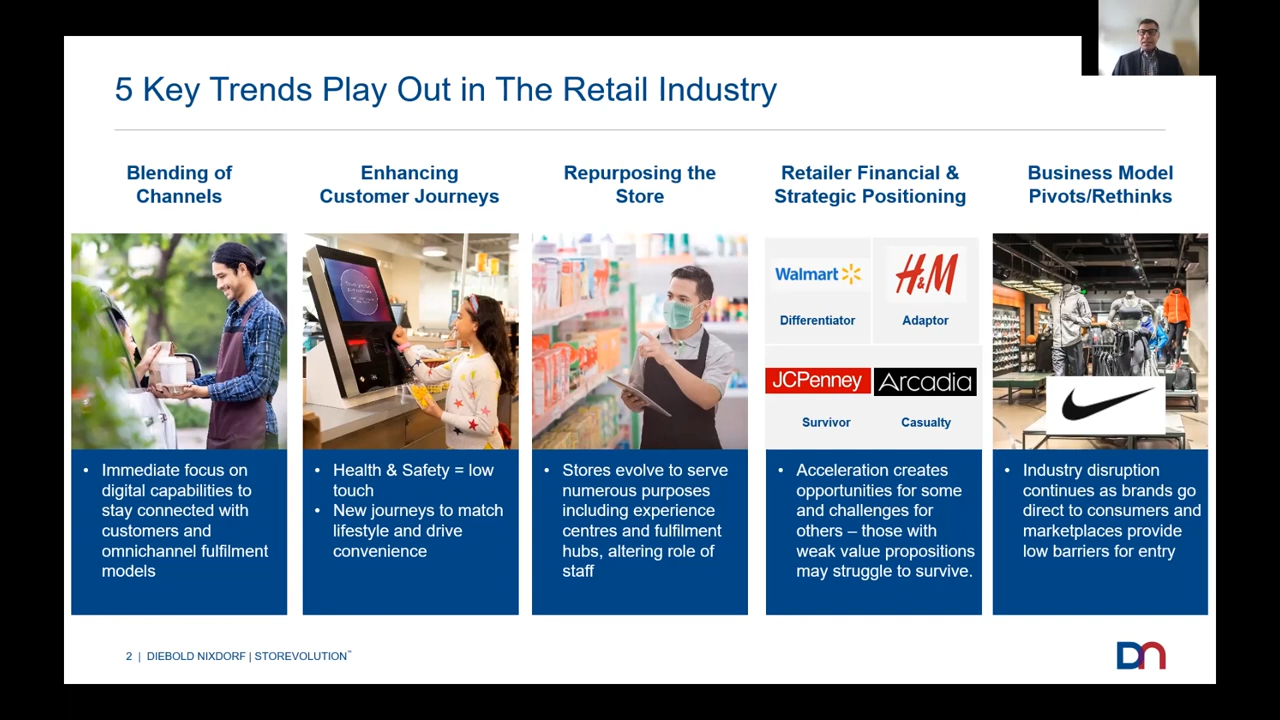 5 Key Trends Play Out in The Retail Industry
Blending of
Channels
Enhancing
Customer Journeys
Repurposing the
Store
Retailer Financial &
Strategic Positioning
Business Model
Pivots/Rethinks
Walmart
H&M
Differentiator
Adaptor
JCPenney
Arcadia
Survivor
Casualty
• Immediate focus on
digital capabilities to
stay connected with
customers and
omnichannel fulfilment
models
• Health & Safety = low
touch
• New journeys to match
lifestyle and drive
convenience
• Stores evolve to serve
numerous purposes
including experience
centres and fulfilment
hubs, altering role of
staff
• Acceleration creates
opportunities for some
and challenges for
others – those with
weak value propositions
may struggle to survive.
• Industry disruption
continues as brands go
direct to consumers and
marketplaces provide
low barriers for entry
2 | DIEBOLD NIXDORF | STOREVOLUTION™
DN